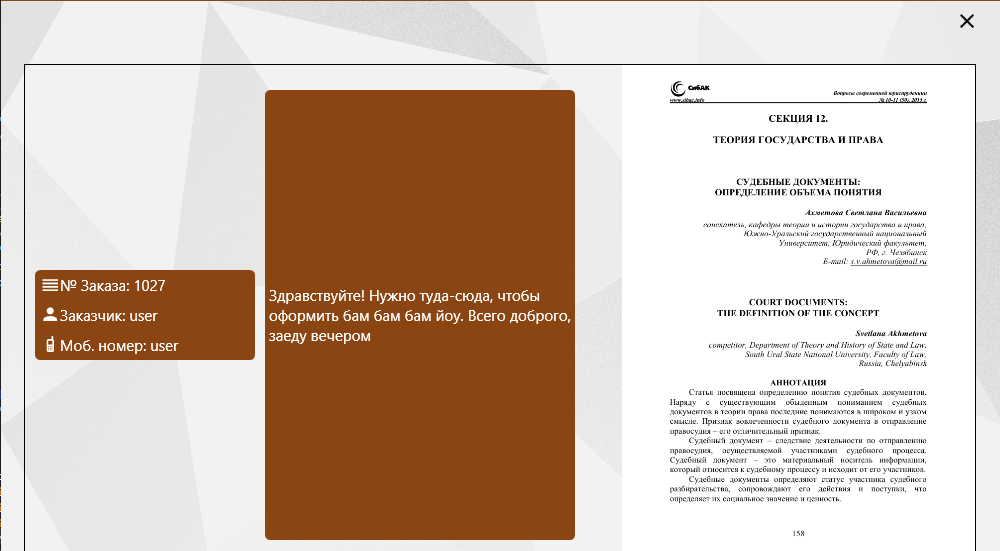 № Заказа: 1027
Заказчик: user
Моб. номер: user
Здравствуйте! Нужно туда-сюда, чтобы
оформить бам бам бам йоу. Всего доброго,
заеду вечером
СибАК
www.sibac.info
Вопросы современной юриспруденции
№ 10-11 (50), 2015 г.
СЕКЦИЯ 12.
ТЕОРИЯ ГОСУДАРСТВА И ПРАВА
СУДЕБНЫЕ ДОКУМЕНТЫ:
ОПРЕДЕЛЕНИЕ ОБЪЕМА ПОНЯТИЯ
Ахметова Светлана Васильевна
соискатель, кафедры теории и истории государства и права,
Южно-Уральский государственный национальный
Университет, Юридический факультет,
РФ, г. Челябинск
E-mail: s.v.ahmetova@mail.ru
COURT DOCUMENTS:
THE DEFINITION OF THE CONCEPT
Svetlana Akhmetova
competitor, Department of Theory and History of State and Law,
South Ural State National University, Faculty of Law,
Russia, Chelyabinsk
АННОТАЦИЯ
Статья посвящена определению понятия судебных документов.
Наряду с существующим обыденным пониманием судебных
документов в теории права последние понимаются в широком и узком
смысле. Признак вовлеченности судебного документа в отправление
правосудия – его отличительный признак.
Судебный документ – следствие деятельности по отправлению
правосудия, осуществляемой участниками судебного процесса.
Судебный документ – это материальный носитель информации,
который относится к судебному процессу и исходит от его участников.
Судебные документы определяют статус участника судебного
разбирательства, сопровождают его действия и поступки, что
определяет их социальное значение и ценность.
158